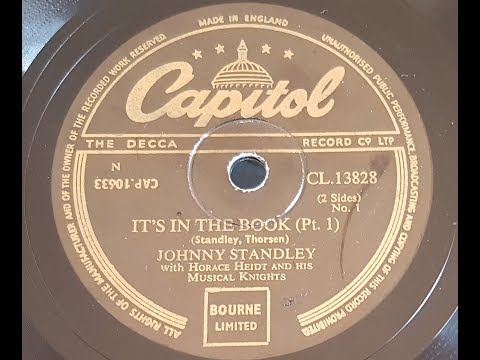 MADE IN ENGLAND
ALL RIGHTS OF THE MANUFACTURER AND OF THE OWNER OF THE RECORDED WORK RESERVED.
UNAUTHORISED PUBLIC PERFORMANCE BROADCASTING AND COPYING OF THIS RECORD PROHIBITED
Capitol
THE DECCA RECORD CO LTD
N
CAP.10633
CL.13828
(2 Sides)
No. 1
IT'S IN THE BOOK (Pt. 1)
(Standley, Thorsen)
JOHNNY STANDLEY
with HORACE HEIDT AND HIS
MUSICAL KNIGHTS
BOURNE
LIMITED